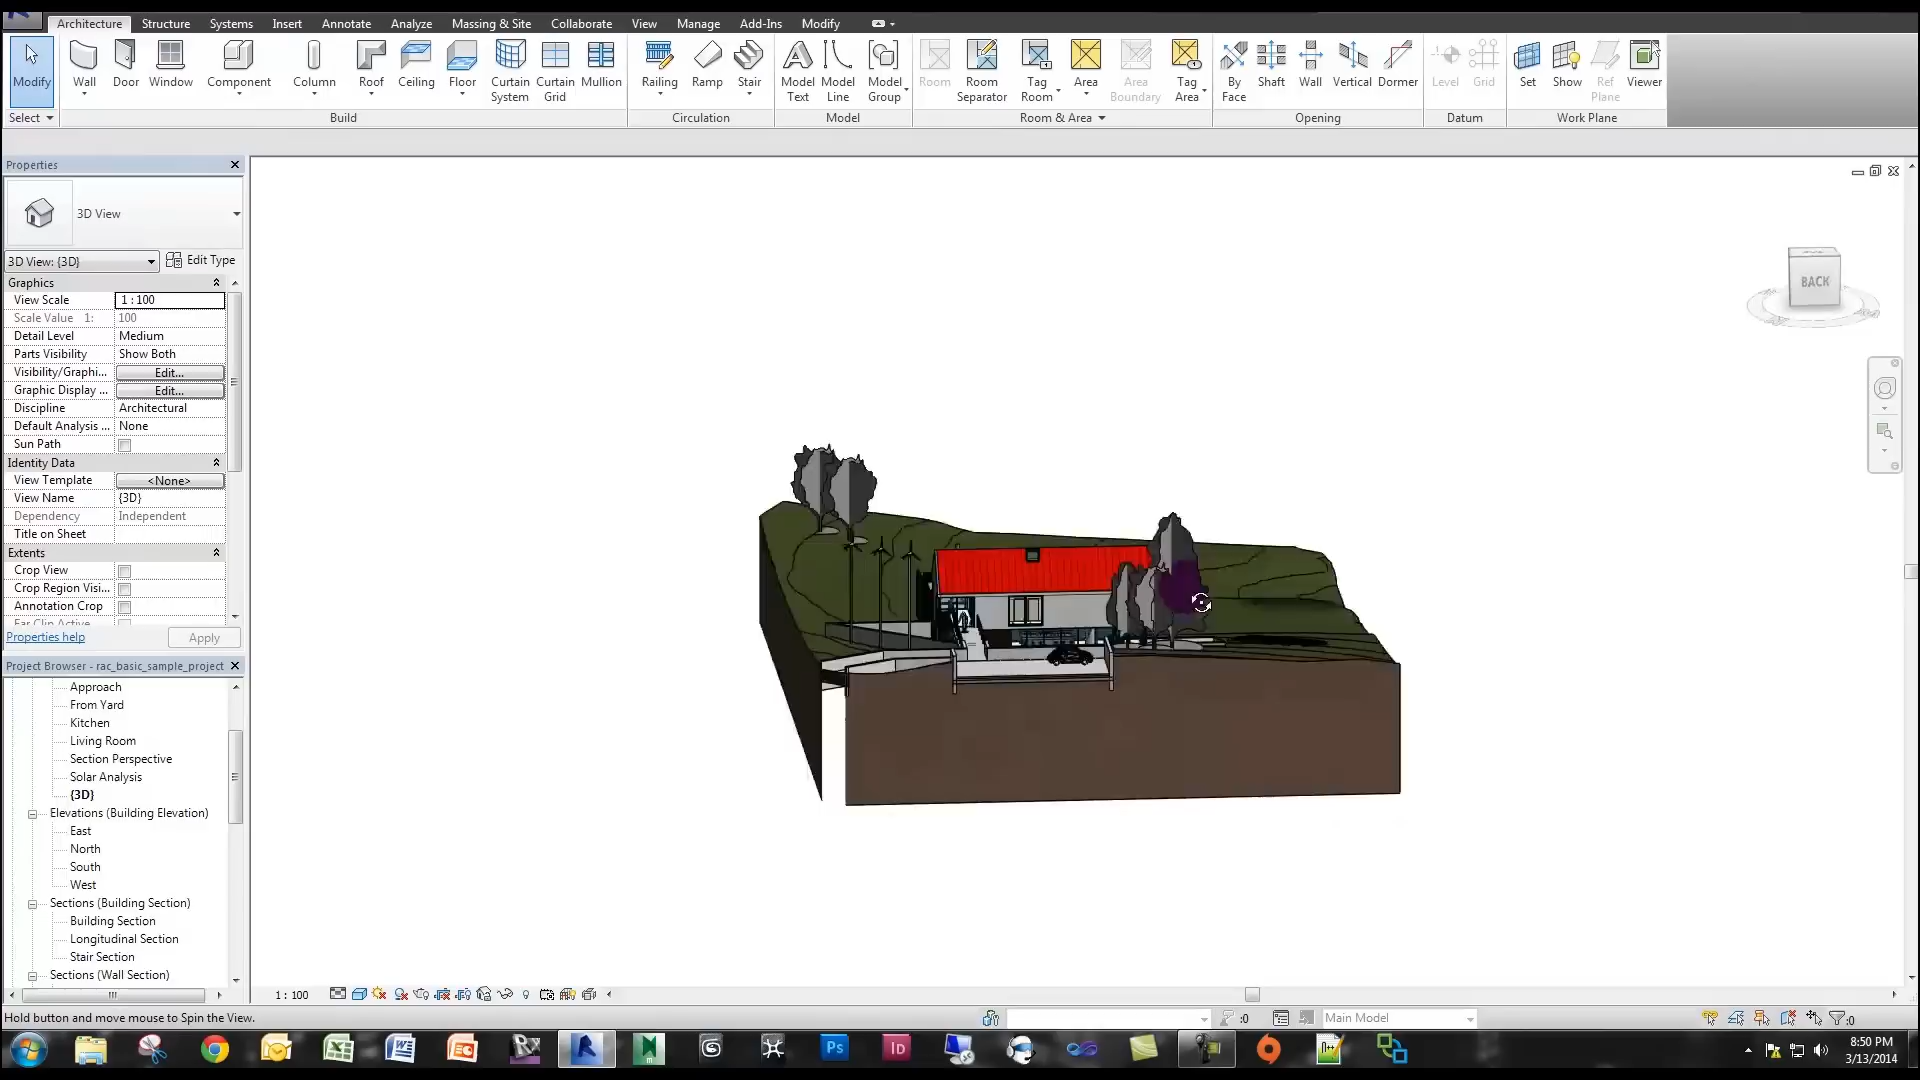 Architecture Structure Systems Insert Annotate Analyze Massing & Site Collaborate View Manage Add-Ins Modify
Modify Wall Door Window Component Column Roof Ceiling Floor Curtain System Curtain Grid Mullion Railing Ramp Stair Model Text Model Line Model Group Room Room Separator Tag Room Area Area Boundary Tag Area By Face Shaft Wall Vertical Dormer Level Grid Set Show Ref Plane Viewer
Select Build Circulation Model Room & Area Opening Datum Work Plane
Properties
3D View
3D View: {3D} Edit Type
Graphics
View Scale 1 : 100
Scale Value 1: 100
Detail Level Medium
Parts Visibility Show Both
Visibility/Graphi... Edit...
Graphic Display ... Edit...
Discipline Architectural
Default Analysis ... None
Sun Path
Identity Data
View Template <None>
View Name {3D}
Dependency Independent
Title on Sheet
Extents
Crop View
Crop Region Visi...
Annotation Crop
Far Clip Active
Properties help Apply
Project Browser - rac_basic_sample_project
Approach
From Yard
Kitchen
Living Room
Section Perspective
Solar Analysis
{3D}
Elevations (Building Elevation)
East
North
South
West
Sections (Building Section)
Building Section
Longitudinal Section
Stair Section
Sections (Wall Section)
BACK
1 : 100
Hold button and move mouse to Spin the View.
:0
Main Model
:0
Ps
Id
8:50 PM
3/13/2014